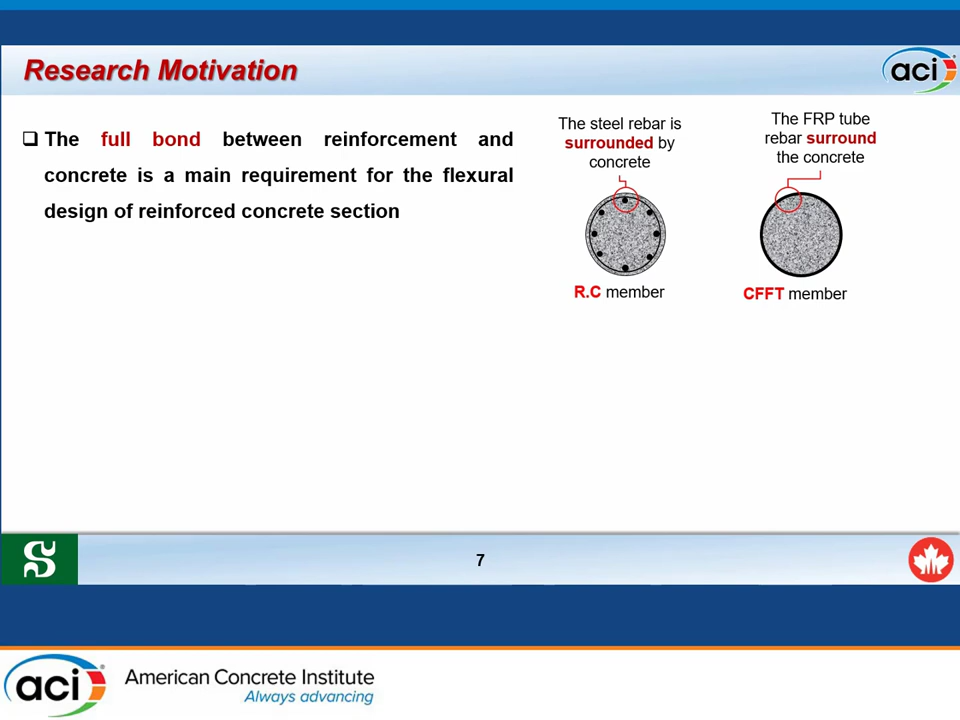 Research Motivation
aci
❑ The full bond between reinforcement and
concrete is a main requirement for the flexural
design of reinforced concrete section
The steel rebar is
surrounded by
concrete
R.C member
The FRP tube
rebar surround
the concrete
CFFT member
S
7
aci
American Concrete Institute
Always advancing